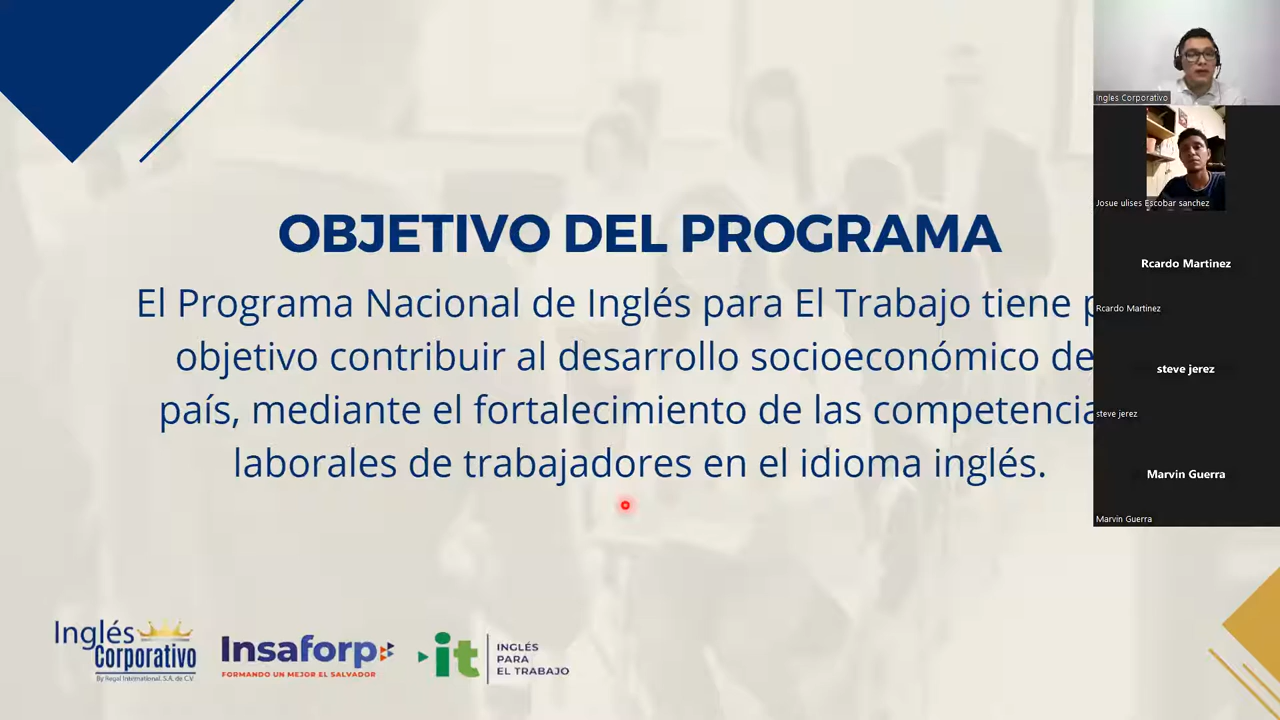 OBJETIVO DEL PROGRAMA
El Programa Nacional de Inglés para El Trabajo tiene
objetivo contribuir al desarrollo socioeconómico de
país, mediante el fortalecimiento de las competencia
laborales de trabajadores en el idioma inglés.
Inglés
Corporativo
By Regal International, S.A. de C.V.
Insaforp
FORMANDO UN MEJOR EL SALVADOR
it
INGLÉS
PARA
EL TRABAJO
Ingles Corporativo
Josue ulises Escobar sanchez
Rcardo Martinez
Rcardo Martinez
steve jerez
steve jerez
Marvin Guerra
Marvin Guerra